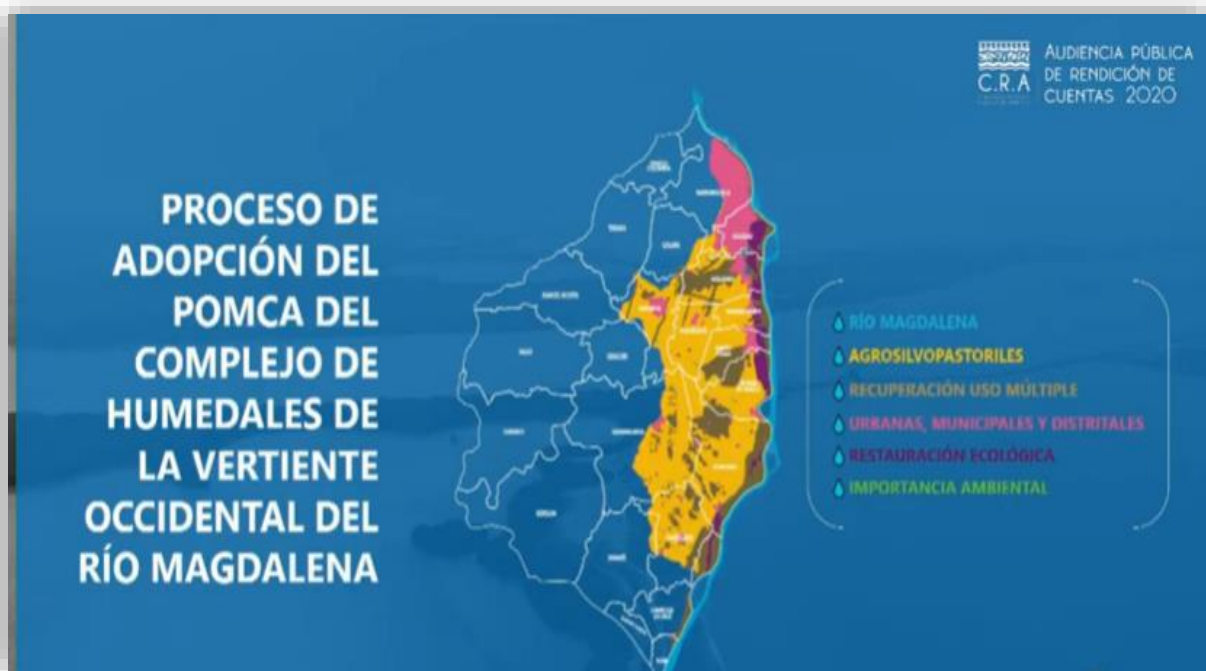 C.R.A
AUDIENCIA PÚBLICA
DE RENDICIÓN DE
CUENTAS 2020
PROCESO DE
ADOPCIÓN DEL
POMCA DEL
COMPLEJO DE
HUMEDALES DE
LA VERTIENTE
OCCIDENTAL DEL
RÍO MAGDALENA
RÍO MAGDALENA
AGROSILVOPASTORILES
RECUPERACIÓN USO MÚLTIPLE
URBANAS, MUNICIPALES Y DISTRITALES
RESTAURACIÓN ECOLÓGICA
IMPORTANCIA AMBIENTAL